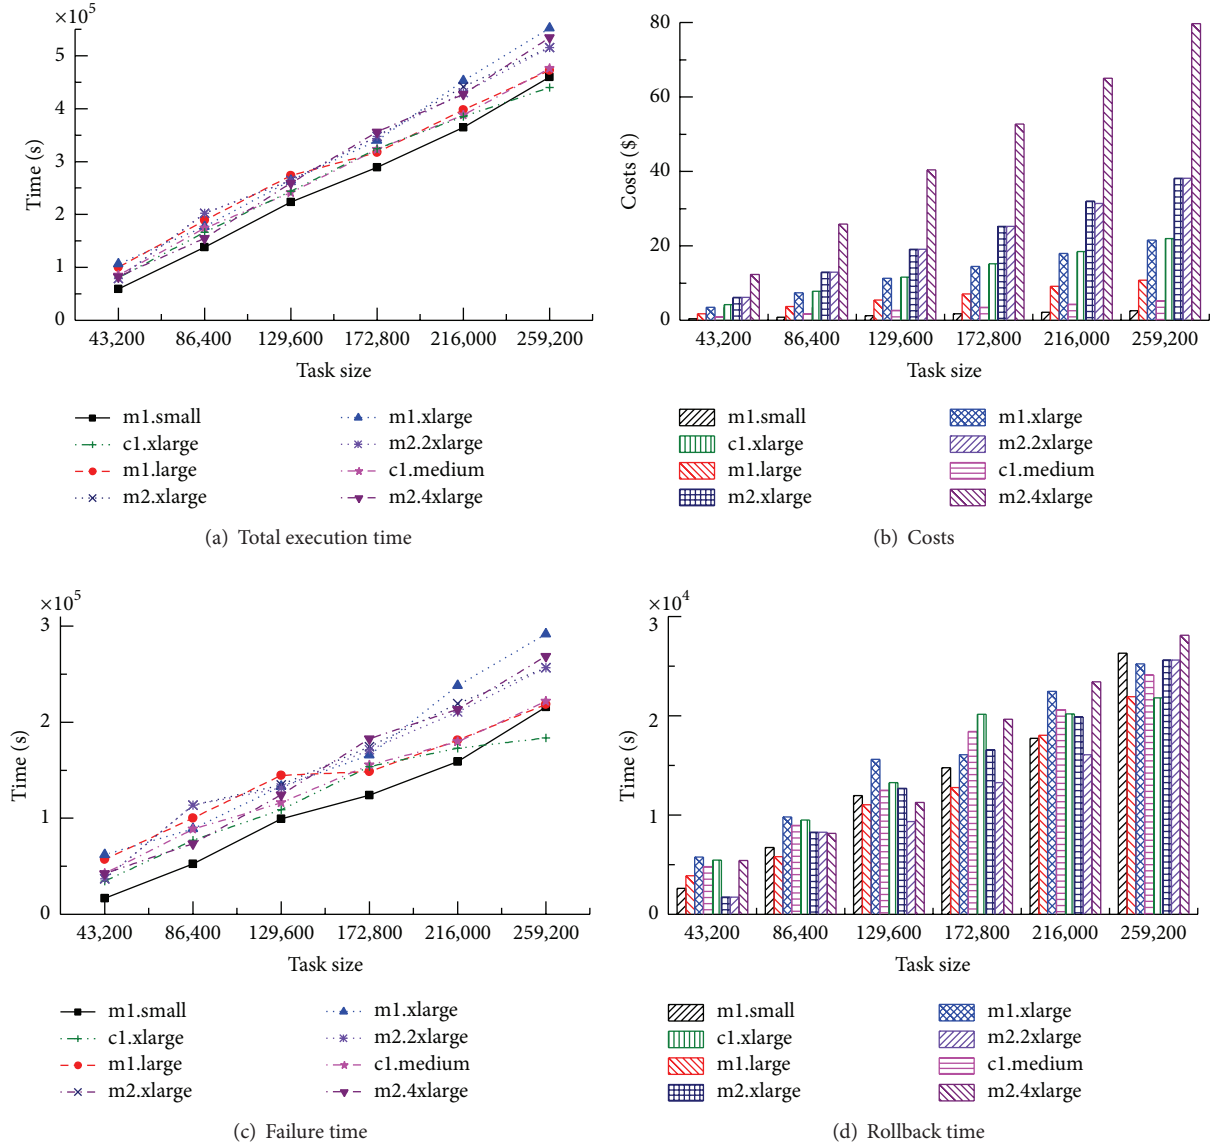 ×10⁵
5
4
3
2
1
0
Time (s)
43,200 86,400 129,600 172,800 216,000 259,200
Task size
m1.small m1.xlarge
c1.xlarge m2.2xlarge
m1.large c1.medium
m2.xlarge m2.4xlarge
(a) Total execution time
80
60
40
20
0
Costs ($)
43,200 86,400 129,600 172,800 216,000 259,200
Task size
m1.small m1.xlarge
c1.xlarge m2.2xlarge
m1.large c1.medium
m2.xlarge m2.4xlarge
(b) Costs
×10⁵
3
2
1
0
Time (s)
43,200 86,400 129,600 172,800 216,000 259,200
Task size
m1.small m1.xlarge
c1.xlarge m2.2xlarge
m1.large c1.medium
m2.xlarge m2.4xlarge
(c) Failure time
×10⁴
3
2
1
0
Time (s)
43,200 86,400 129,600 172,800 216,000 259,200
Task size
m1.small m1.xlarge
c1.xlarge m2.2xlarge
m1.large c1.medium
m2.xlarge m2.4xlarge
(d) Rollback time